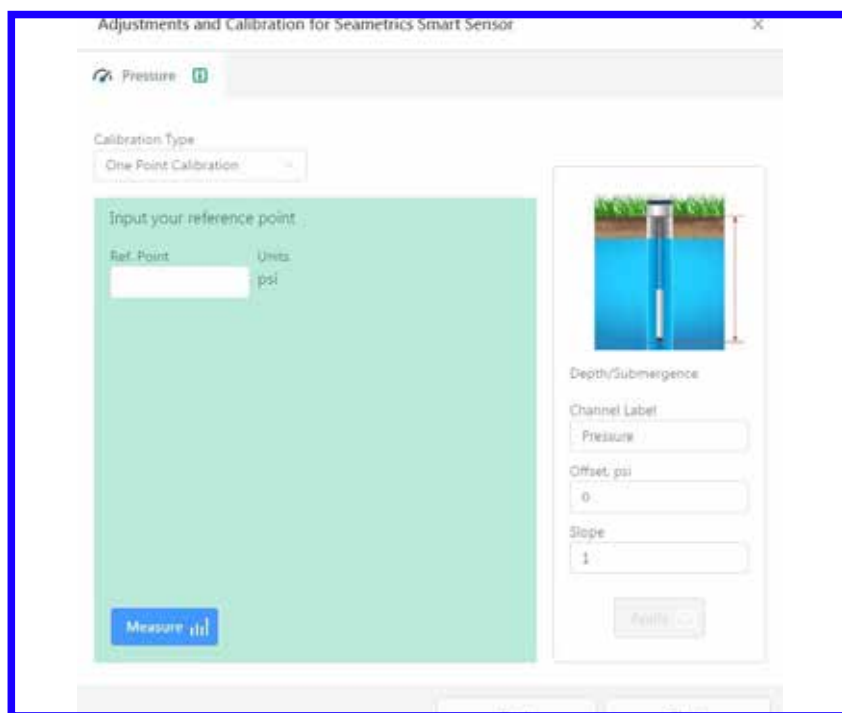 Adjustments and Calibration for Seametrics Smart Sensor
Pressure
Calibration Type
One Point Calibration
Input your reference point
Ref. Point
Units
psi
Depth/Submergence
Channel Label
Pressure
Offset, psi
0
Slope
1
Measure
Apply